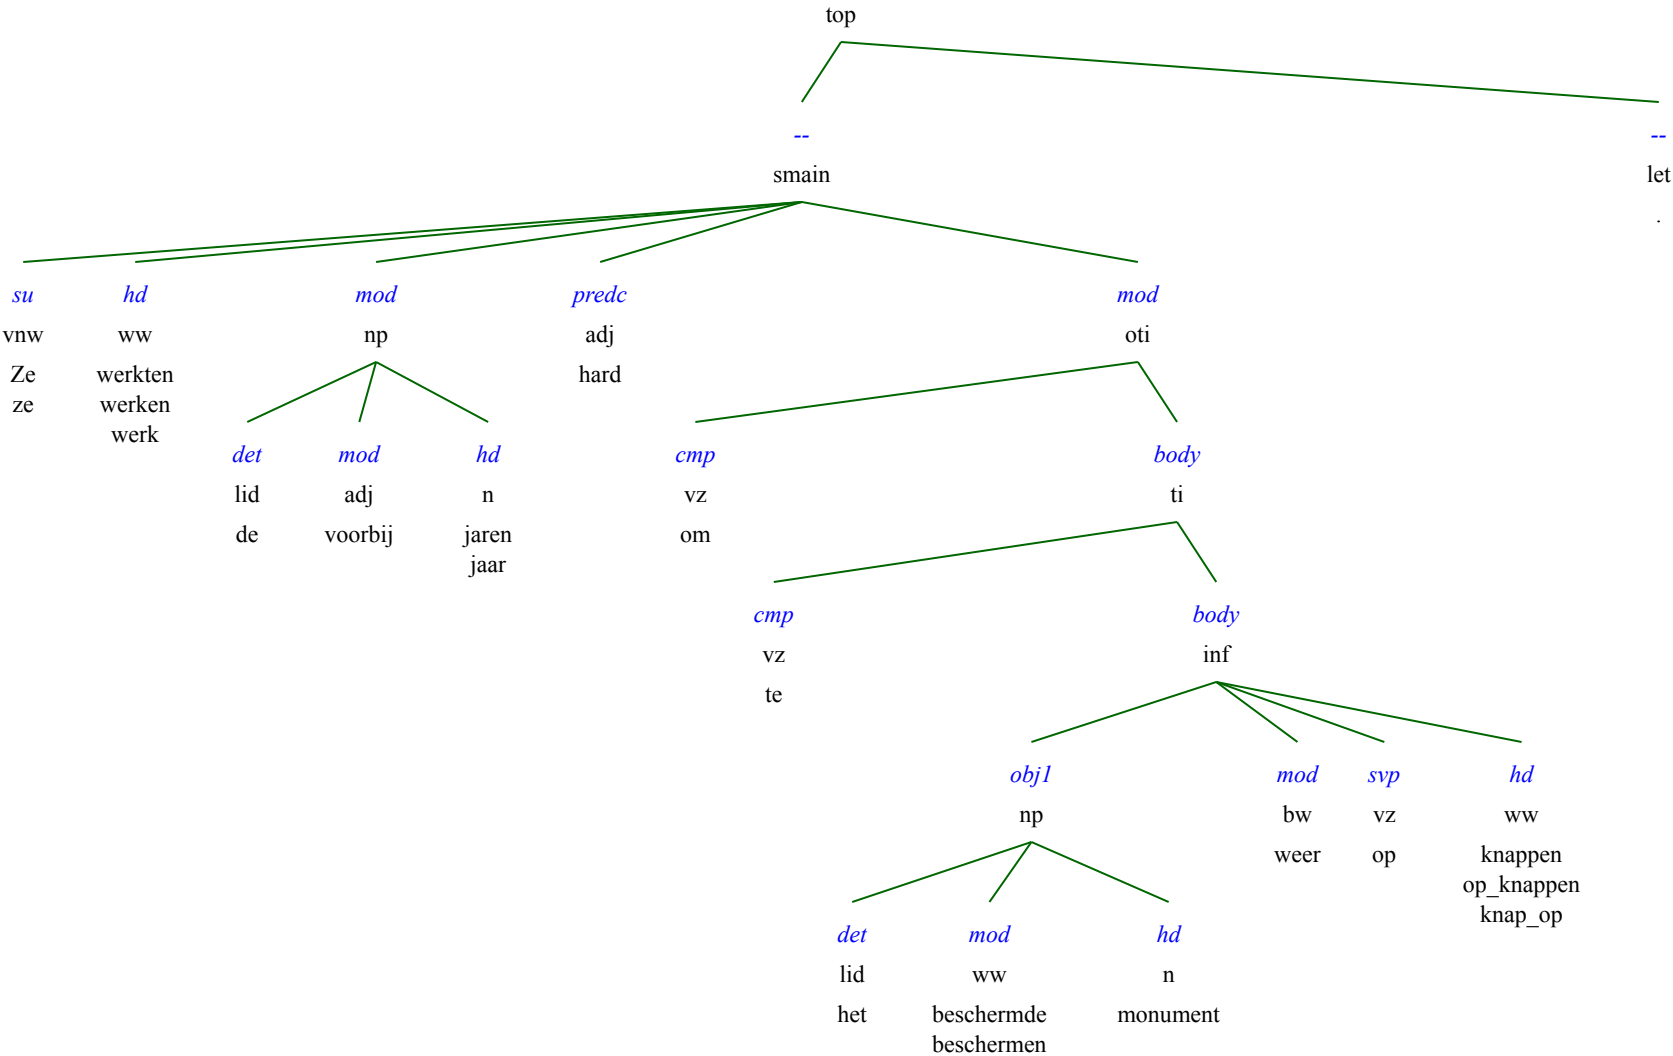 top
-- --
smain let
.
su hd mod predc mod
vnw ww np adj oti
Ze werkten hard
ze werken
werk
det mod hd cmp body
lid adj n vz ti
de voorbij jaren om
jaar
cmp body
vz inf
te
obj1 mod svp hd
np bw vz ww
weer op knappen
op_knappen
knap_op
det mod hd
lid ww n
het beschermde monument
beschermen